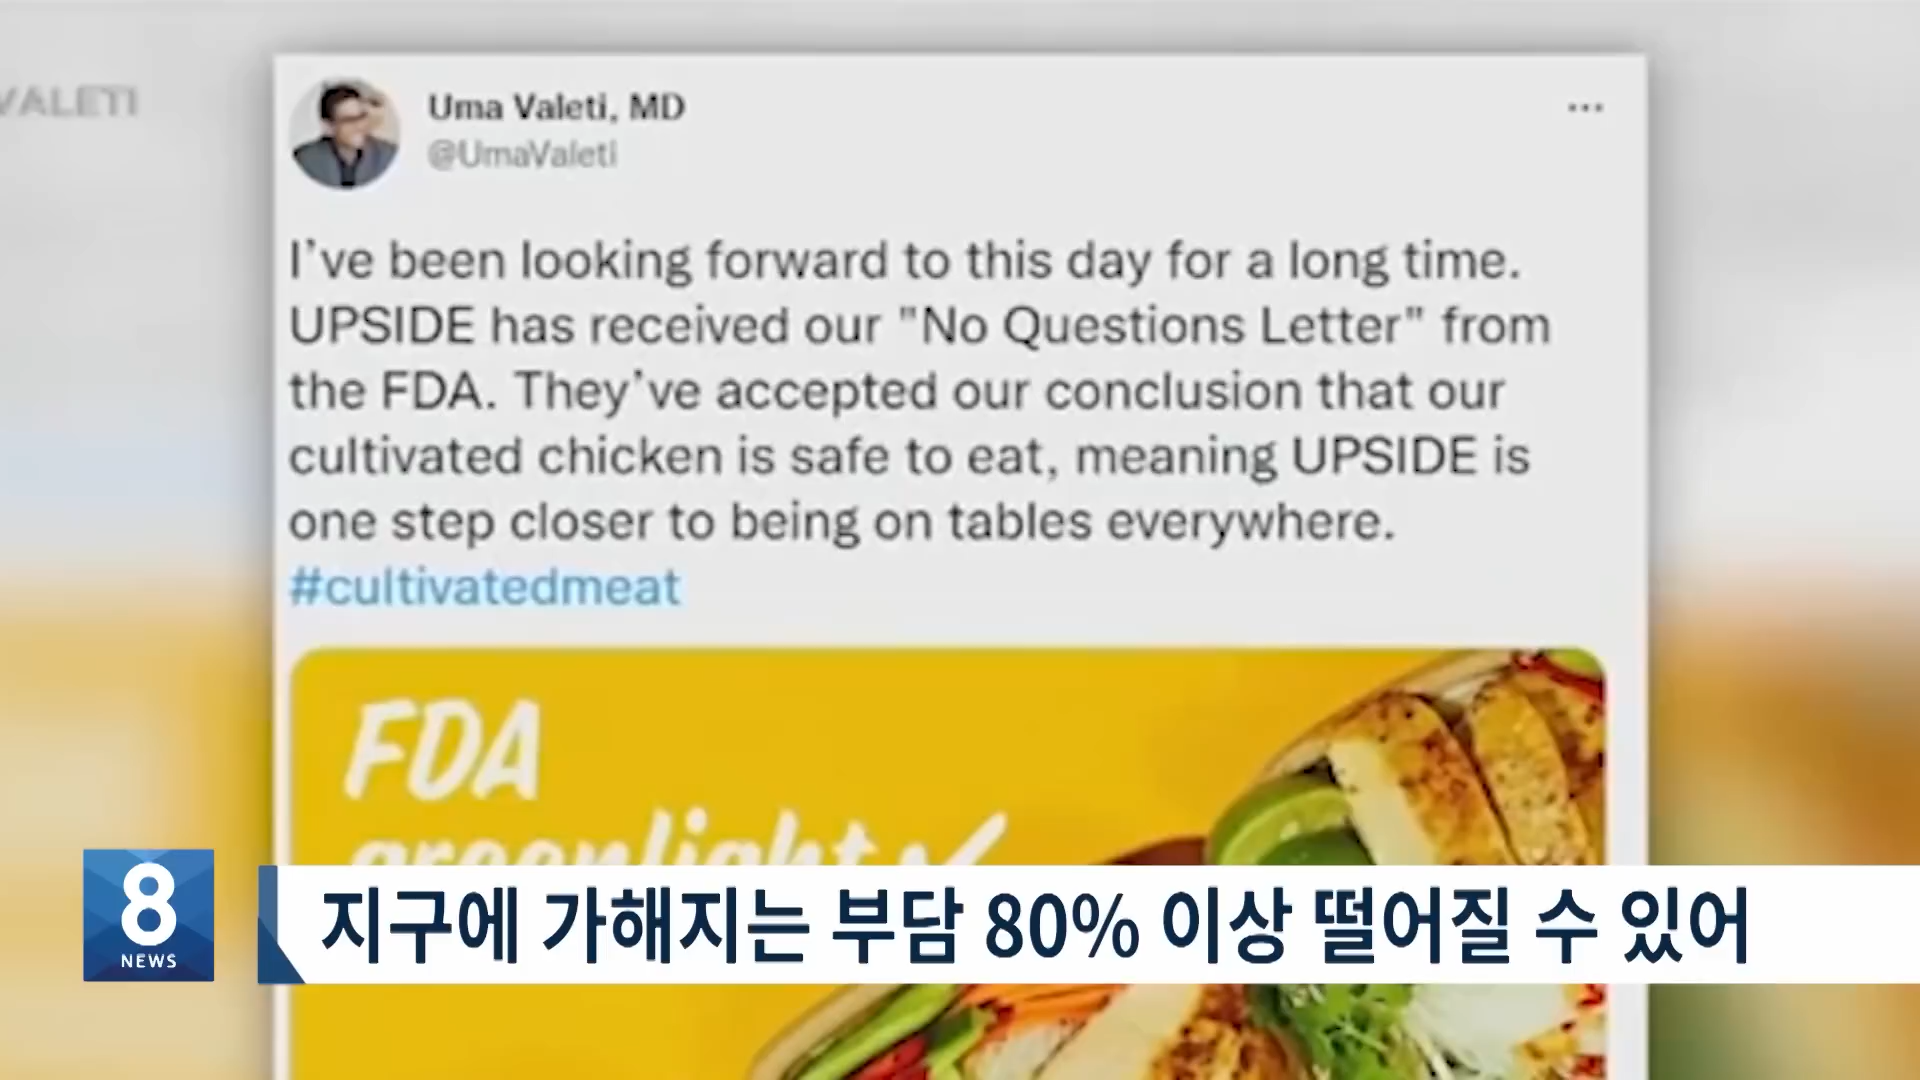 VALETI
Uma Valeti, MD
@UmaValeti
I've been looking forward to this day for a long time.
UPSIDE has received our "No Questions Letter" from
the FDA. They've accepted our conclusion that our
cultivated chicken is safe to eat, meaning UPSIDE is
one step closer to being on tables everywhere.
#cultivatedmeat
FDA
greenlight ✓
8
NEWS
지구에 가해지는 부담 80% 이상 떨어질 수 있어